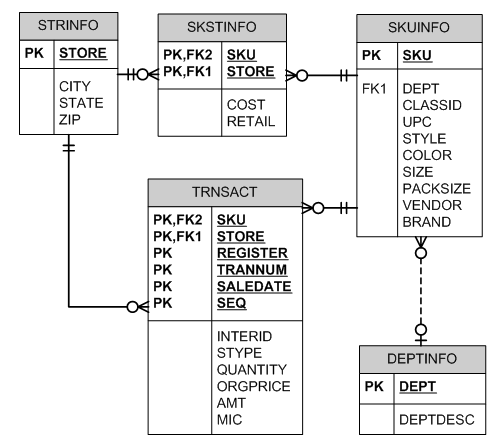 STRINFO
PK STORE
CITY
STATE
ZIP
SKSTINFO
PK,FK2 SKU
PK,FK1 STORE
COST
RETAIL
SKUINFO
PK SKU
FK1 DEPT
CLASSID
UPC
STYLE
COLOR
SIZE
PACKSIZE
VENDOR
BRAND
TRNSACT
PK,FK2 SKU
PK,FK1 STORE
PK REGISTER
PK TRANNUM
PK SALEDATE
PK SEQ
INTERID
STYPE
QUANTITY
ORGPRICE
AMT
MIC
DEPTINFO
PK DEPT
DEPTDESC